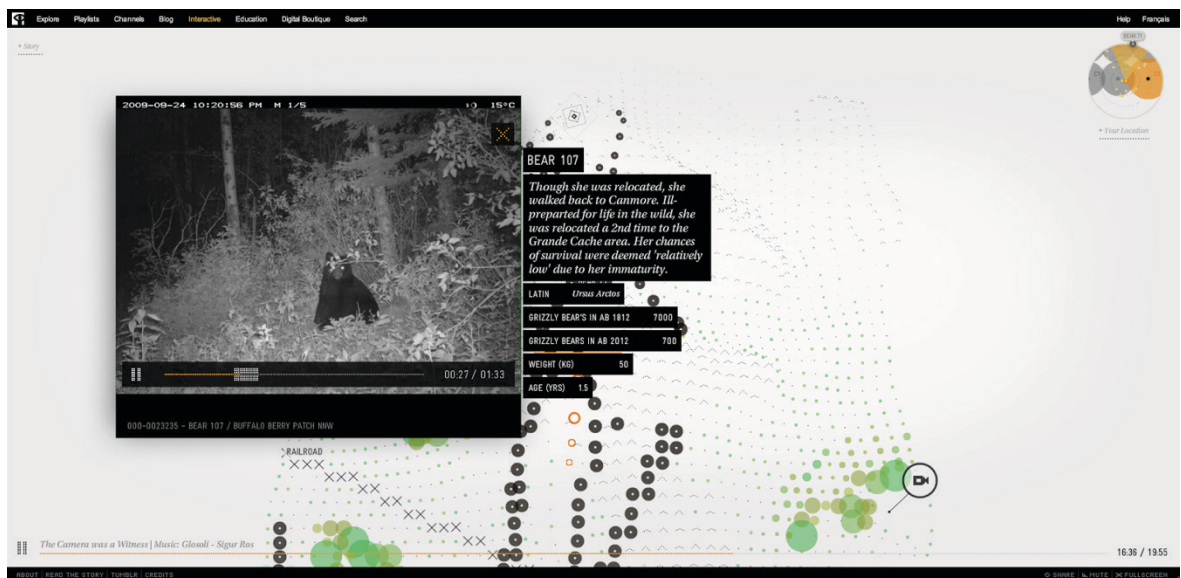 Explore Playlists Channels Blog Interactive Education Digital Boutique Search
Help Français
+ Story
BEAR 71
+ Your Location
2009-09-24 10:20:56 PM M 1/5 15°C
BEAR 107
Though she was relocated, she
walked back to Canmore. Ill-
preparted for life in the wild, she
was relocated a 2nd time to the
Grande Cache area. Her chances
of survival were deemed 'relatively
low' due to her immaturity.
LATIN Ursus Arctos
GRIZZLY BEAR'S IN AB 1812 7000
GRIZZLY BEARS IN AB 2012 700
WEIGHT (KG) 50
AGE (YRS) 1.5
00:27 / 01:33
000-0023235 - BEAR 107 / BUFFALO BERRY PATCH NNW
RAILROAD
The Camera was a Witness | Music: Glosoli - Sigur Ros
16:36 / 19:55
ABOUT | READ THE STORY | TUMBLR | CREDITS
SHARE | MUTE | FULLSCREEN